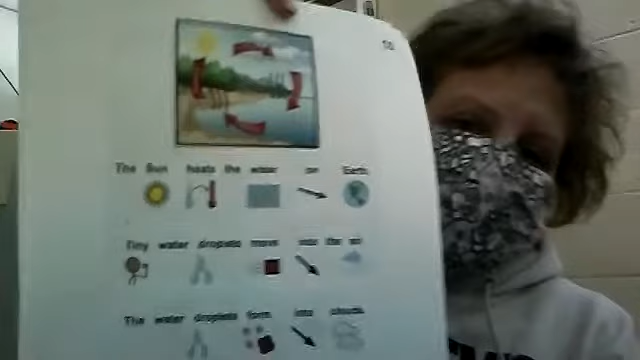 10
The Sun heats the water on Earth
Tiny water droplets move into the air
The water droplets form into clouds